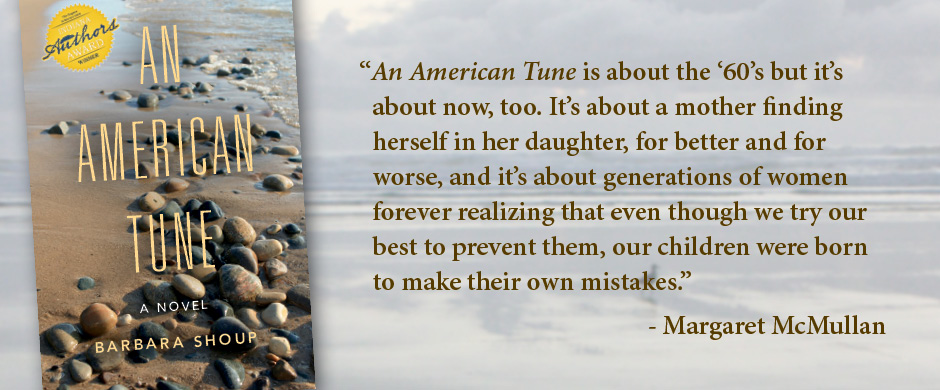 Authors
AWARD
WINNER
AN
AMERICAN
TUNE
A NOVEL
BARBARA SHOUP
“An American Tune is about the ‘60’s but it’s
about now, too. It’s about a mother finding
herself in her daughter, for better and for
worse, and it’s about generations of women
forever realizing that even though we try our
best to prevent them, our children were born
to make their own mistakes.”
- Margaret McMullan